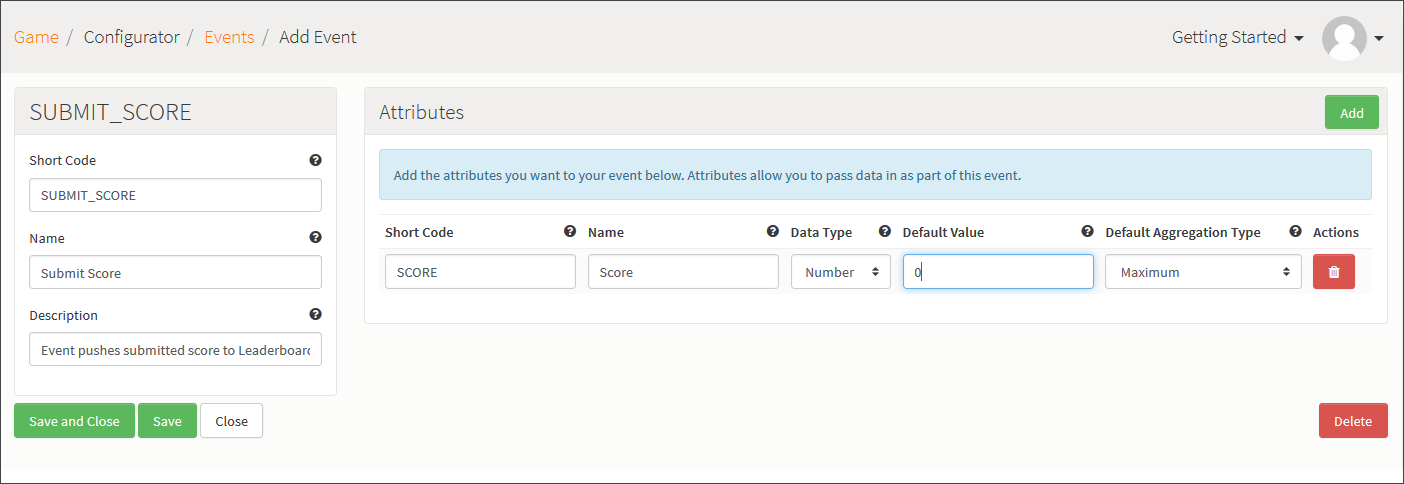 Game / Configurator / Events / Add Event
Getting Started
SUBMIT_SCORE
Short Code
SUBMIT_SCORE
Name
Submit Score
Description
Event pushes submitted score to Leaderboard
Save and Close Save Close
Attributes
Add
Add the attributes you want to your event below. Attributes allow you to pass data in as part of this event.
Short Code Name Data Type Default Value Default Aggregation Type Actions
SCORE Score Number 0 Maximum
Delete